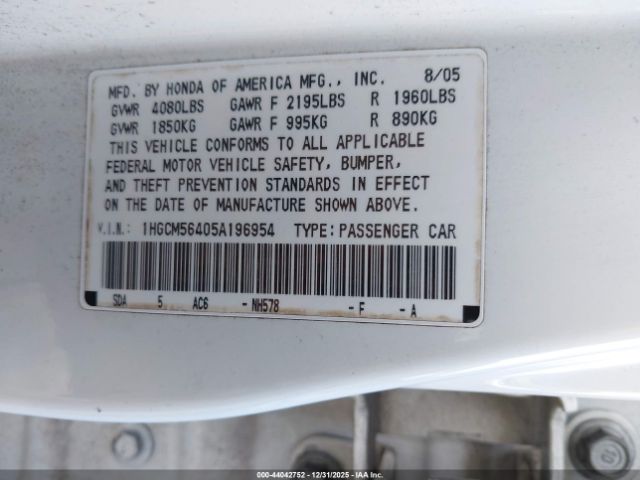 MFD. BY HONDA OF AMERICA MFG., INC. 8/05
GVWR 4080LBS GAWR F 2195LBS R 1960LBS
GVWR 1850KG GAWR F 995KG R 890KG
THIS VEHICLE CONFORMS TO ALL APPLICABLE
FEDERAL MOTOR VEHICLE SAFETY, BUMPER,
AND THEFT PREVENTION STANDARDS IN EFFECT
ON THE DATE OF MANUFACTURE SHOWN ABOVE.
V.I.N.: 1HGCM56405A196954 TYPE: PASSENGER CAR
SDA 5 AC6 - NH578 - F - A
000-44042752 - 12/31/2025 - IAAI.COM